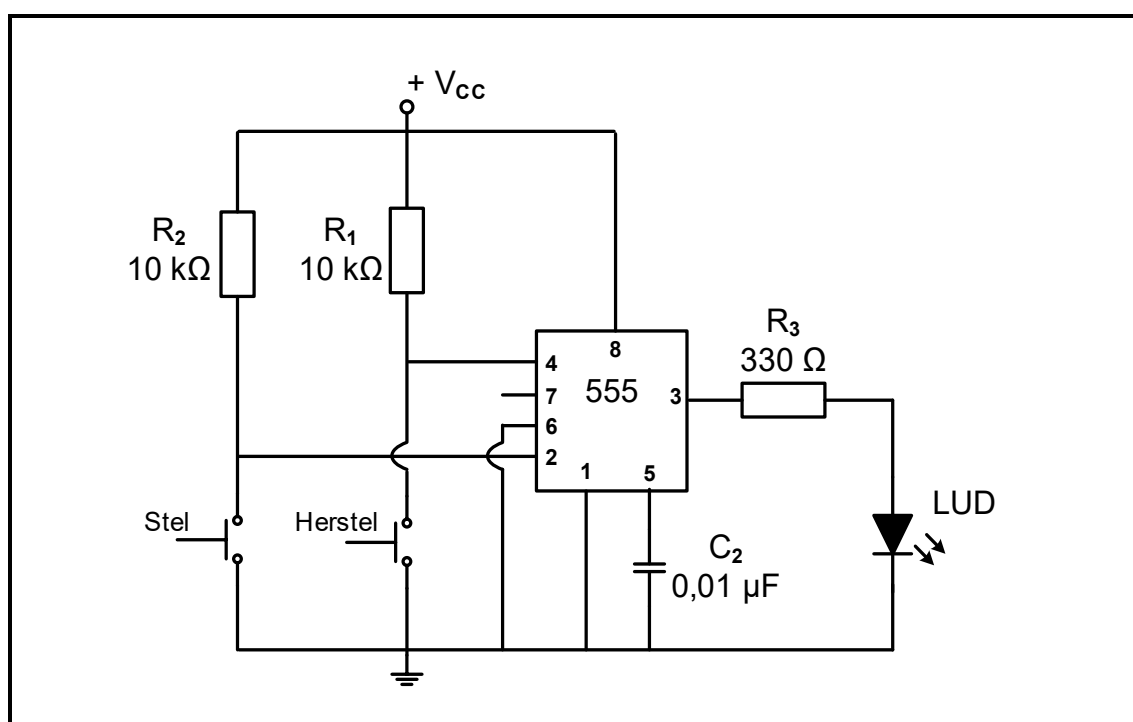 + Vcc
R2
10 kΩ
R1
10 kΩ
8
4
7
555
3
6
2
1
5
R3
330 Ω
Stel
Herstel
LUD
C2
0,01 µF